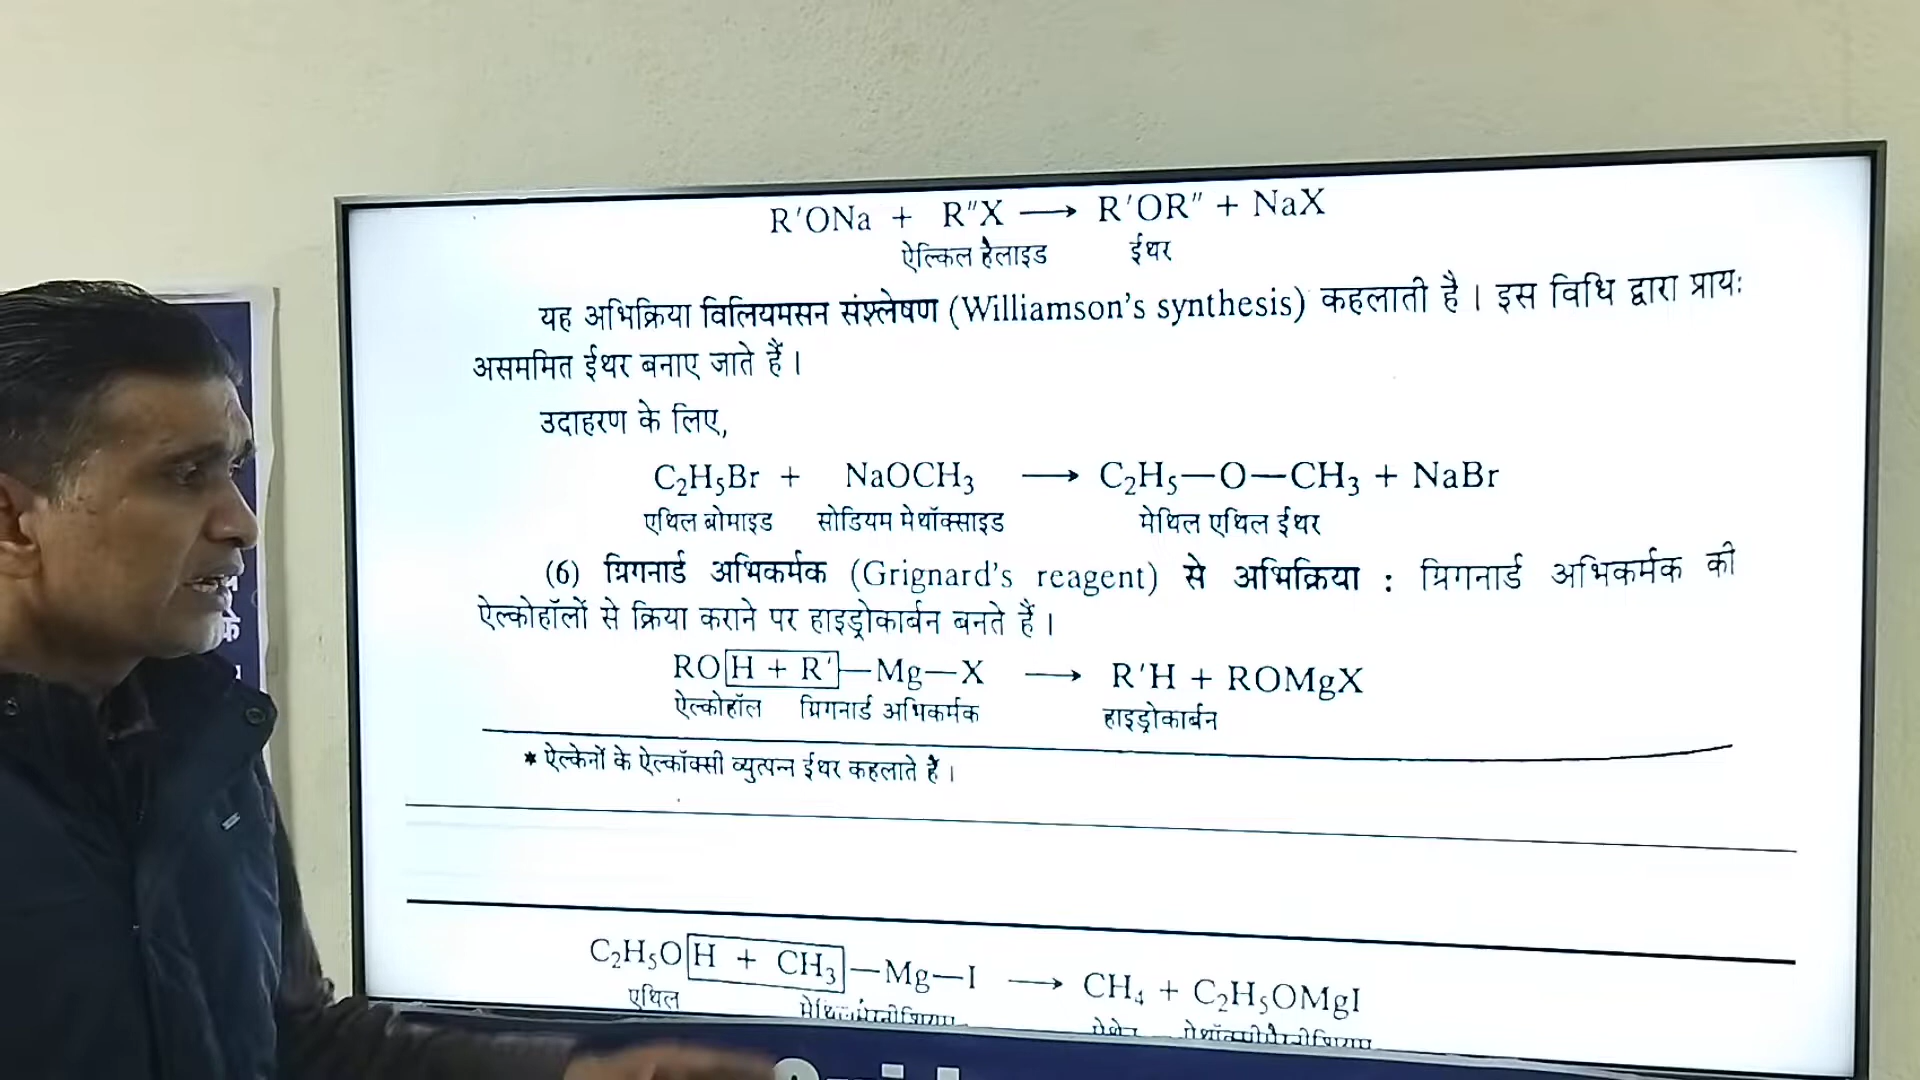 R′ONa + R″X ⟶ R′OR″ + NaX
ऐल्किल हैलाइड ईथर
यह अभिक्रिया विलियमसन संश्लेषण (Williamson's synthesis) कहलाती है। इस विधि द्वारा प्रायः
असममित ईथर बनाए जाते हैं।
उदाहरण के लिए,
C₂H₅Br + NaOCH₃ ⟶ C₂H₅—O—CH₃ + NaBr
एथिल ब्रोमाइड सोडियम मेथॉक्साइड मेथिल एथिल ईथर
(6) ग्रिगनार्ड अभिकर्मक (Grignard's reagent) से अभिक्रिया : ग्रिगनार्ड अभिकर्मक की
ऐल्कोहॉलों से क्रिया कराने पर हाइड्रोकार्बन बनते हैं।
ROH + R′—Mg—X ⟶ R′H + ROMgX
ऐल्कोहॉल ग्रिगनार्ड अभिकर्मक हाइड्रोकार्बन
* ऐल्केनों के ऐल्कॉक्सी व्युत्पन्न ईथर कहलाते है।
C₂H₅OH + CH₃—Mg—I ⟶ CH₄ + C₂H₅OMgI
एथिल